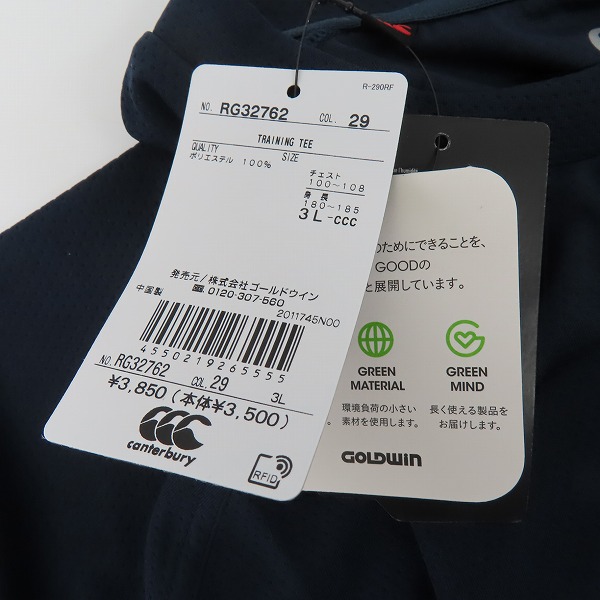 R-290RF
NO. RG32762 COL. 29
TRAINING TEE
QUALITY SIZE
ポリエステル 100%
チェスト
100～108
身長
180～185
3L-CCC
発売元／株式会社ゴールドウイン
中国製 0120-307-560
2011745N00
4550219265555
NO. RG32762 COL. 29 3L
¥3,850(本体¥3,500)
canterbury
RFID
のためにできることを、
GOODの
と展開しています。
GREEN
MATERIAL
環境負荷の小さい
素材を使用します。
GREEN
MIND
長く使える製品を
お届けします。
GOLDWIN